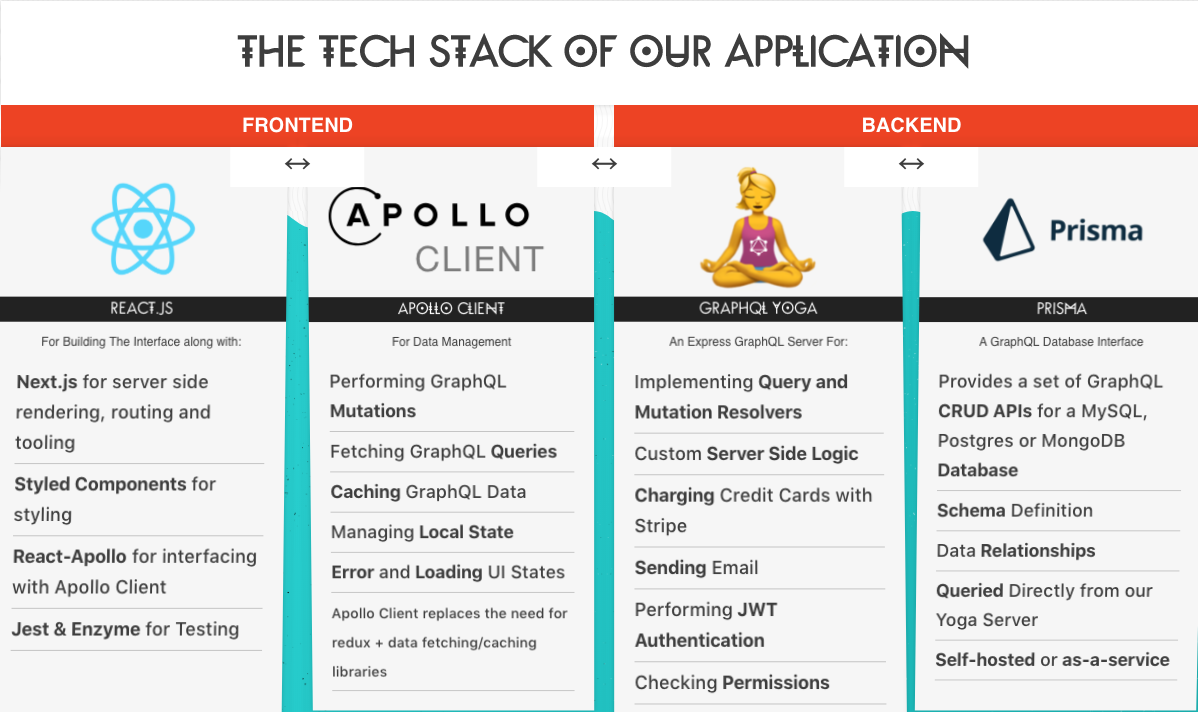 THE TECH STACK OF OUR APPLICATION
FRONTEND
BACKEND
REACT.JS
For Building The Interface along with:
Next.js for server side
rendering, routing and
tooling
Styled Components for
styling
React-Apollo for interfacing
with Apollo Client
Jest & Enzyme for Testing
APOLLO
CLIENT
APOLLO CLIENT
For Data Management
Performing GraphQL
Mutations
Fetching GraphQL Queries
Caching GraphQL Data
Managing Local State
Error and Loading UI States
Apollo Client replaces the need for
redux + data fetching/caching
libraries
GRAPHQL YOGA
An Express GraphQL Server For:
Implementing Query and
Mutation Resolvers
Custom Server Side Logic
Charging Credit Cards with
Stripe
Sending Email
Performing JWT
Authentication
Checking Permissions
Prisma
PRISMA
A GraphQL Database Interface
Provides a set of GraphQL
CRUD APIs for a MySQL,
Postgres or MongoDB
Database
Schema Definition
Data Relationships
Queried Directly from our
Yoga Server
Self-hosted or as-a-service